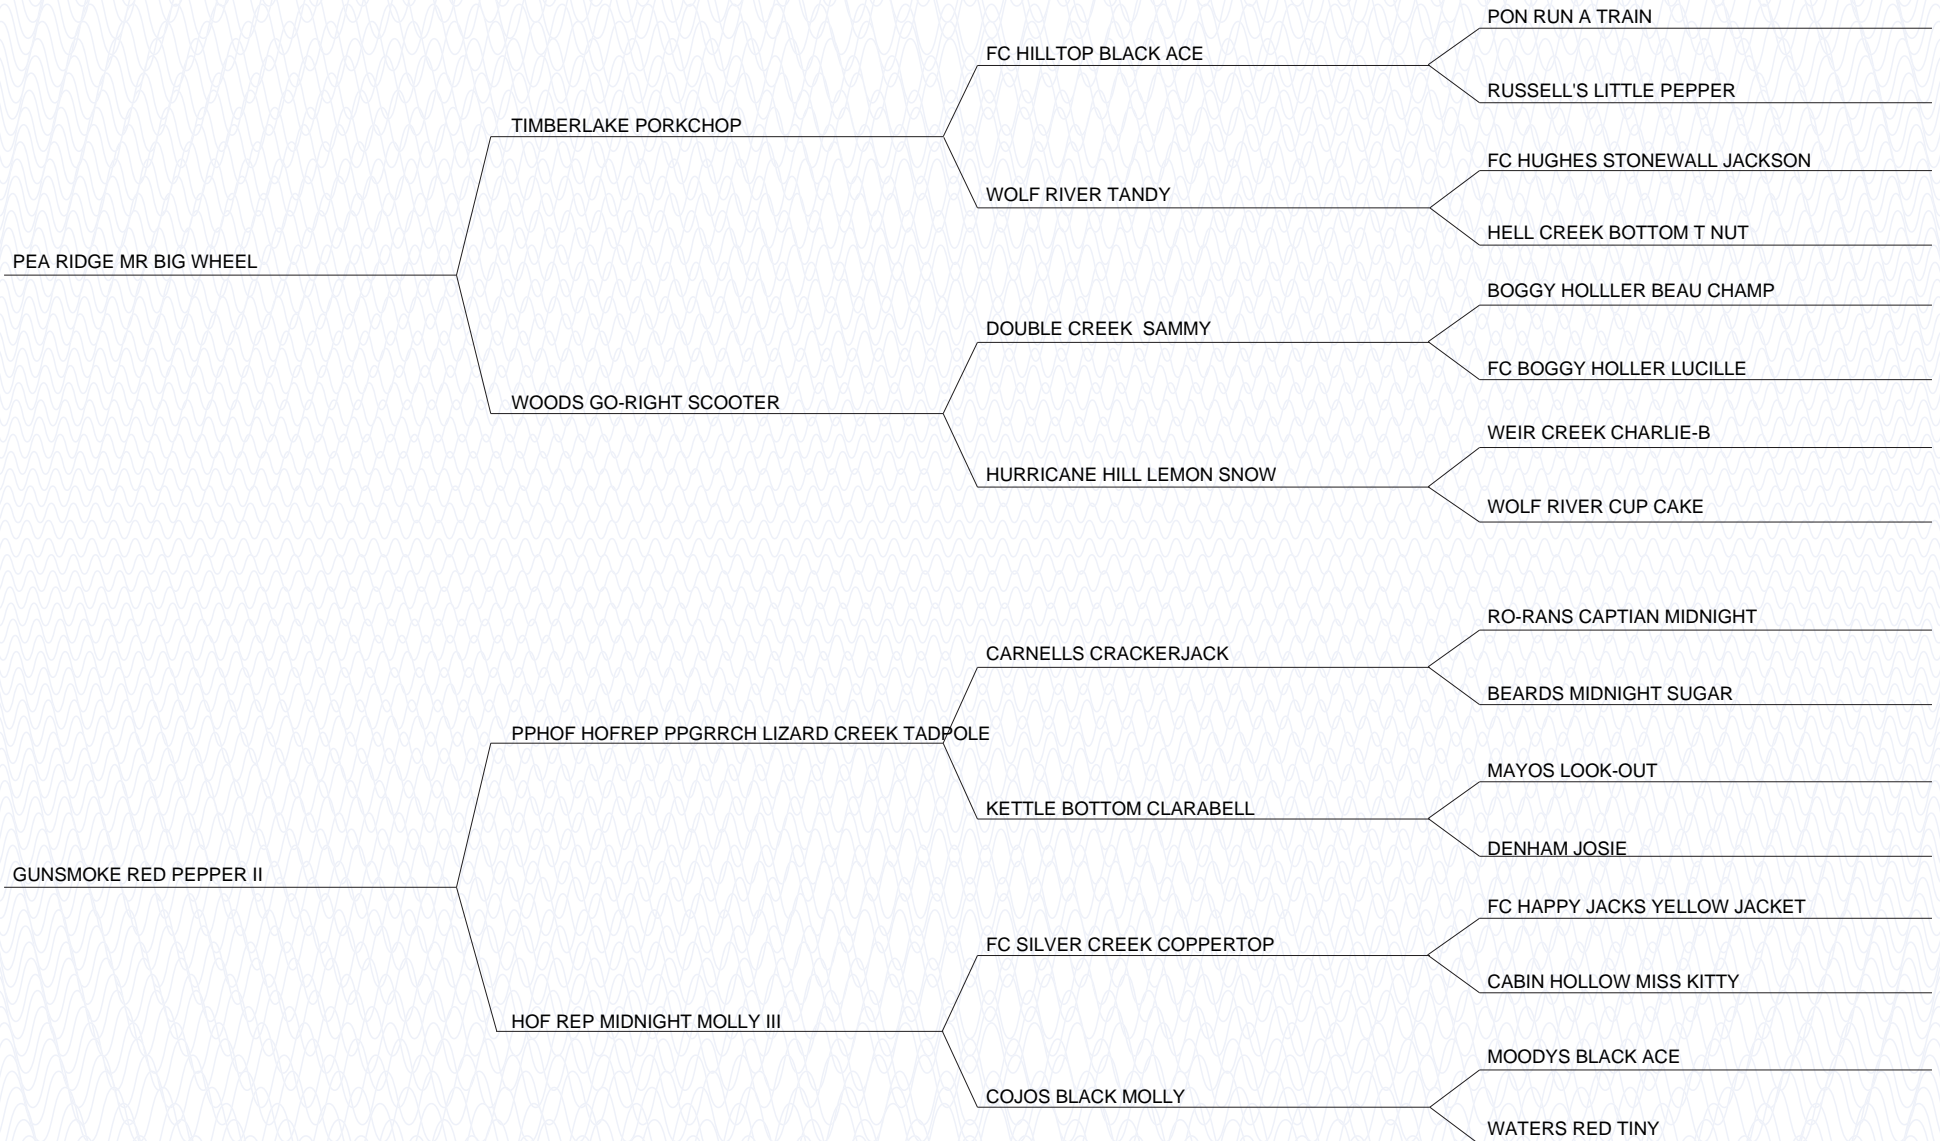 PON RUN A TRAIN
FC HILLTOP BLACK ACE
RUSSELL'S LITTLE PEPPER
TIMBERLAKE PORKCHOP
FC HUGHES STONEWALL JACKSON
WOLF RIVER TANDY
HELL CREEK BOTTOM T NUT
PEA RIDGE MR BIG WHEEL
BOGGY HOLLLER BEAU CHAMP
DOUBLE CREEK  SAMMY
FC BOGGY HOLLER LUCILLE
WOODS GO-RIGHT SCOOTER
WEIR CREEK CHARLIE-B
HURRICANE HILL LEMON SNOW
WOLF RIVER CUP CAKE
RO-RANS CAPTIAN MIDNIGHT
CARNELLS CRACKERJACK
BEARDS MIDNIGHT SUGAR
PPHOF HOFREP PPGRRCH LIZARD CREEK TADPOLE
MAYOS LOOK-OUT
KETTLE BOTTOM CLARABELL
DENHAM JOSIE
GUNSMOKE RED PEPPER II
FC HAPPY JACKS YELLOW JACKET
FC SILVER CREEK COPPERTOP
CABIN HOLLOW MISS KITTY
HOF REP MIDNIGHT MOLLY III
MOODYS BLACK ACE
COJOS BLACK MOLLY
WATERS RED TINY